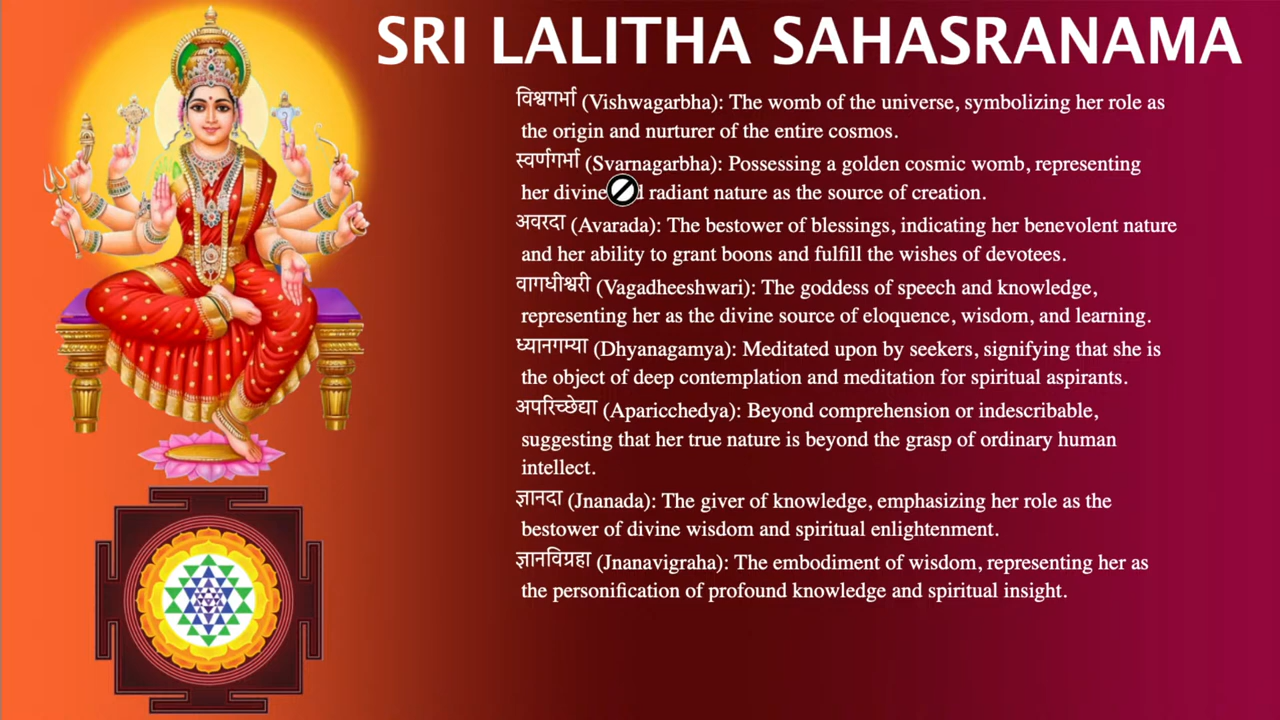 SRI LALITHA SAHASRANAMA
विश्वगर्भा (Vishwagarbha): The womb of the universe, symbolizing her role as
the origin and nurturer of the entire cosmos.
स्वर्णगर्भा (Svarnagarbha): Possessing a golden cosmic womb, representing
her divine radiant nature as the source of creation.
अवरदा (Avarada): The bestower of blessings, indicating her benevolent nature
and her ability to grant boons and fulfill the wishes of devotees.
वागधीश्वरी (Vagadheeshwari): The goddess of speech and knowledge,
representing her as the divine source of eloquence, wisdom, and learning.
ध्यानगम्या (Dhyanagamya): Meditated upon by seekers, signifying that she is
the object of deep contemplation and meditation for spiritual aspirants.
अपरिच्छेद्या (Aparicchedya): Beyond comprehension or indescribable,
suggesting that her true nature is beyond the grasp of ordinary human
intellect.
ज्ञानदा (Jnanada): The giver of knowledge, emphasizing her role as the
bestower of divine wisdom and spiritual enlightenment.
ज्ञानविग्रहा (Jnanavigraha): The embodiment of wisdom, representing her as
the personification of profound knowledge and spiritual insight.